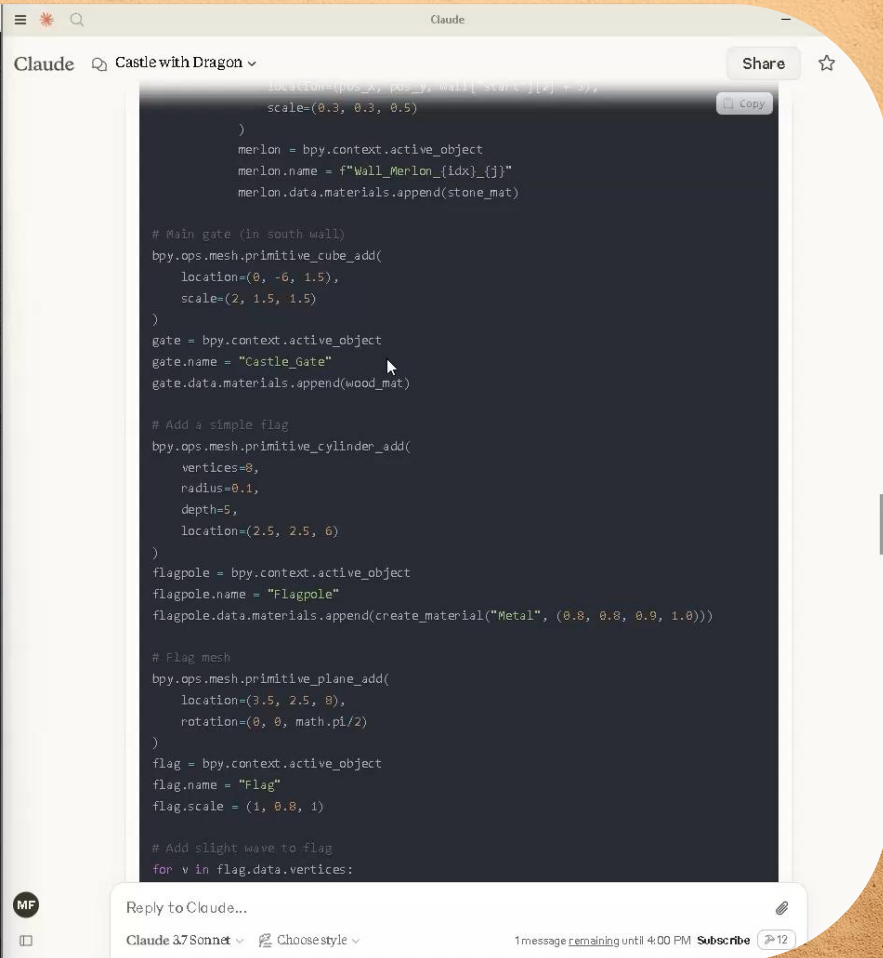 Claude
Claude
Castle with Dragon
Share
location=(pos_x, pos_y, wall["start"][2] + 3),
Copy
scale=(0.3, 0.3, 0.5)
)
merlon = bpy.context.active_object
merlon.name = f"Wall_Merlon_{idx}_{j}"
merlon.data.materials.append(stone_mat)
# Main gate (in south wall)
bpy.ops.mesh.primitive_cube_add(
location=(0, -6, 1.5),
scale=(2, 1.5, 1.5)
)
gate = bpy.context.active_object
gate.name = "Castle_Gate"
gate.data.materials.append(wood_mat)
# Add a simple flag
bpy.ops.mesh.primitive_cylinder_add(
vertices=8,
radius=0.1,
depth=5,
location=(2.5, 2.5, 6)
)
flagpole = bpy.context.active_object
flagpole.name = "Flagpole"
flagpole.data.materials.append(create_material("Metal", (0.8, 0.8, 0.9, 1.0)))
# Flag mesh
bpy.ops.mesh.primitive_plane_add(
location=(3.5, 2.5, 8),
rotation=(0, 0, math.pi/2)
)
flag = bpy.context.active_object
flag.name = "Flag"
flag.scale = (1, 0.8, 1)
# Add slight wave to flag
for v in flag.data.vertices:
MF
Reply to Claude...
Claude 3.7 Sonnet
Choose style
1 message remaining until 4:00 PM Subscribe
12